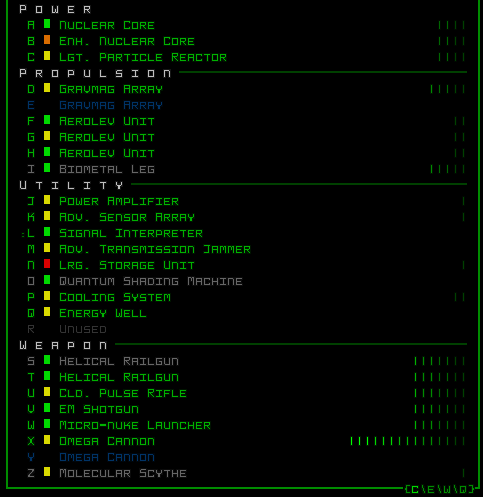 POWER
A NUCLEAR CORE
B ENH. NUCLEAR CORE
C LGT. PARTICLE REACTOR
PROPULSION
D GRAVMAG ARRAY
E GRAVMAG ARRAY
F AEROLEV UNIT
G AEROLEV UNIT
H AEROLEV UNIT
I BIOMETAL LEG
UTILITY
J POWER AMPLIFIER
K ADV. SENSOR ARRAY
:L SIGNAL INTERPRETER
M ADV. TRANSMISSION JAMMER
N LRG. STORAGE UNIT
O QUANTUM SHADING MACHINE
P COOLING SYSTEM
Q ENERGY WELL
R UNUSED
WEAPON
S HELICAL RAILGUN
T HELICAL RAILGUN
U CLD. PULSE RIFLE
V EM SHOTGUN
W MICRO-NUKE LAUNCHER
X OMEGA CANNON
Y OMEGA CANNON
Z MOLECULAR SCYTHE
[C\E\W\Q]